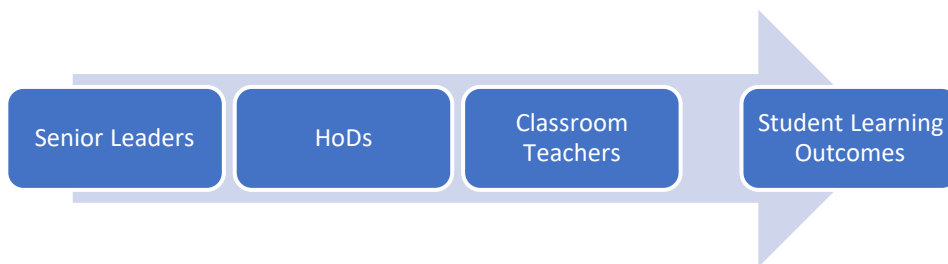 Senior Leaders
HoDs
Classroom
Teachers
Student Learning
Outcomes